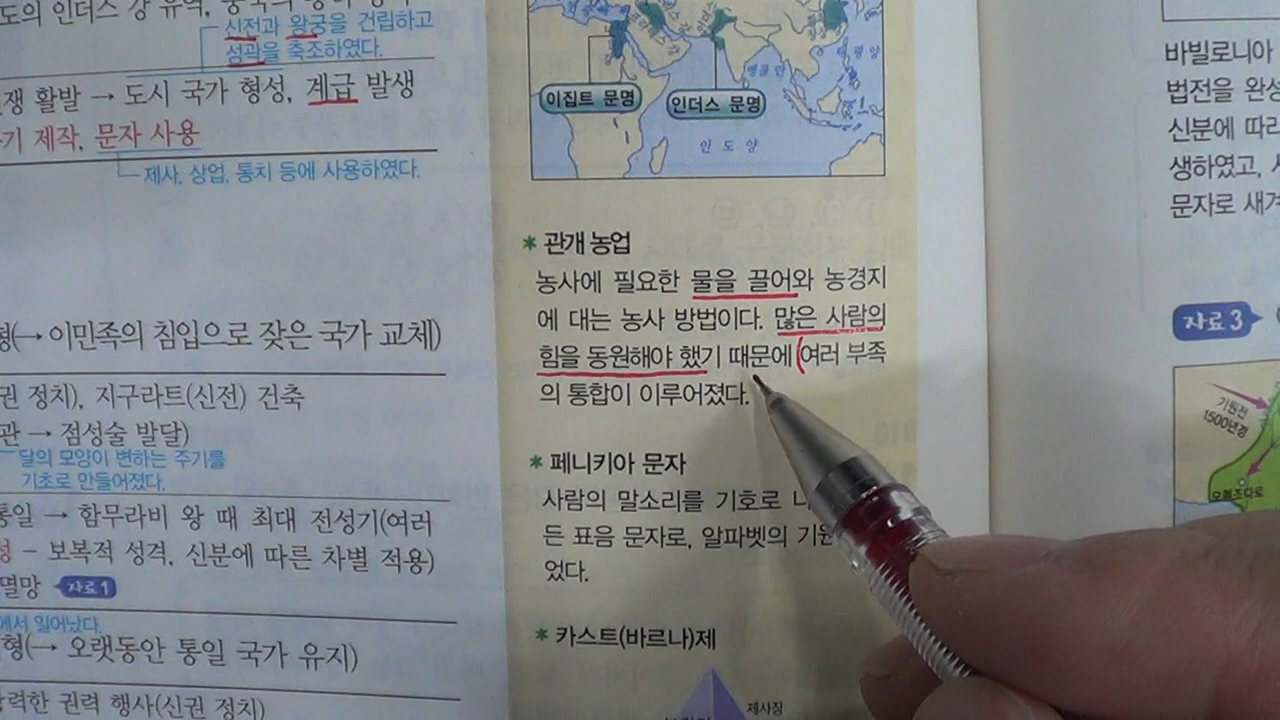 도의 인더스 강 유역,
신전과 왕궁을 건립하고
성곽을 축조하였다.
쟁 활발 → 도시 국가 형성, 계급 발생
기 제작, 문자 사용
제사, 상업, 통치 등에 사용하였다.
(→ 이민족의 침입으로 잦은 국가 교체)
권 정치), 지구라트(신전) 건축
관 → 점성술 발달)
달의 모양이 변하는 주기를
기초로 만들어졌다.
통일 → 함무라비 왕 때 최대 전성기(여러
- 보복적 성격, 신분에 따른 차별 적용)
멸망 자료1
에서 일어났다.
형(→ 오랫동안 통일 국가 유지)
강력한 권력 행사(신권 정치)
태평양
벵골만
이집트 문명
인더스 문명
인도양
* 관개 농업
농사에 필요한 물을 끌어와 농경지
에 대는 농사 방법이다. 많은 사람의
힘을 동원해야 했기 때문에 여러 부족
의 통합이 이루어졌다.
* 페니키아 문자
사람의 말소리를 기호로
든 표음 문자로, 알파벳의 기원
었다.
* 카스트(바르나)제
제사장
바빌로니아
법전을 완성
신분에 따라
생하였고,
문자로 새겨
자료3
기원전
1500년경
모헨조다로